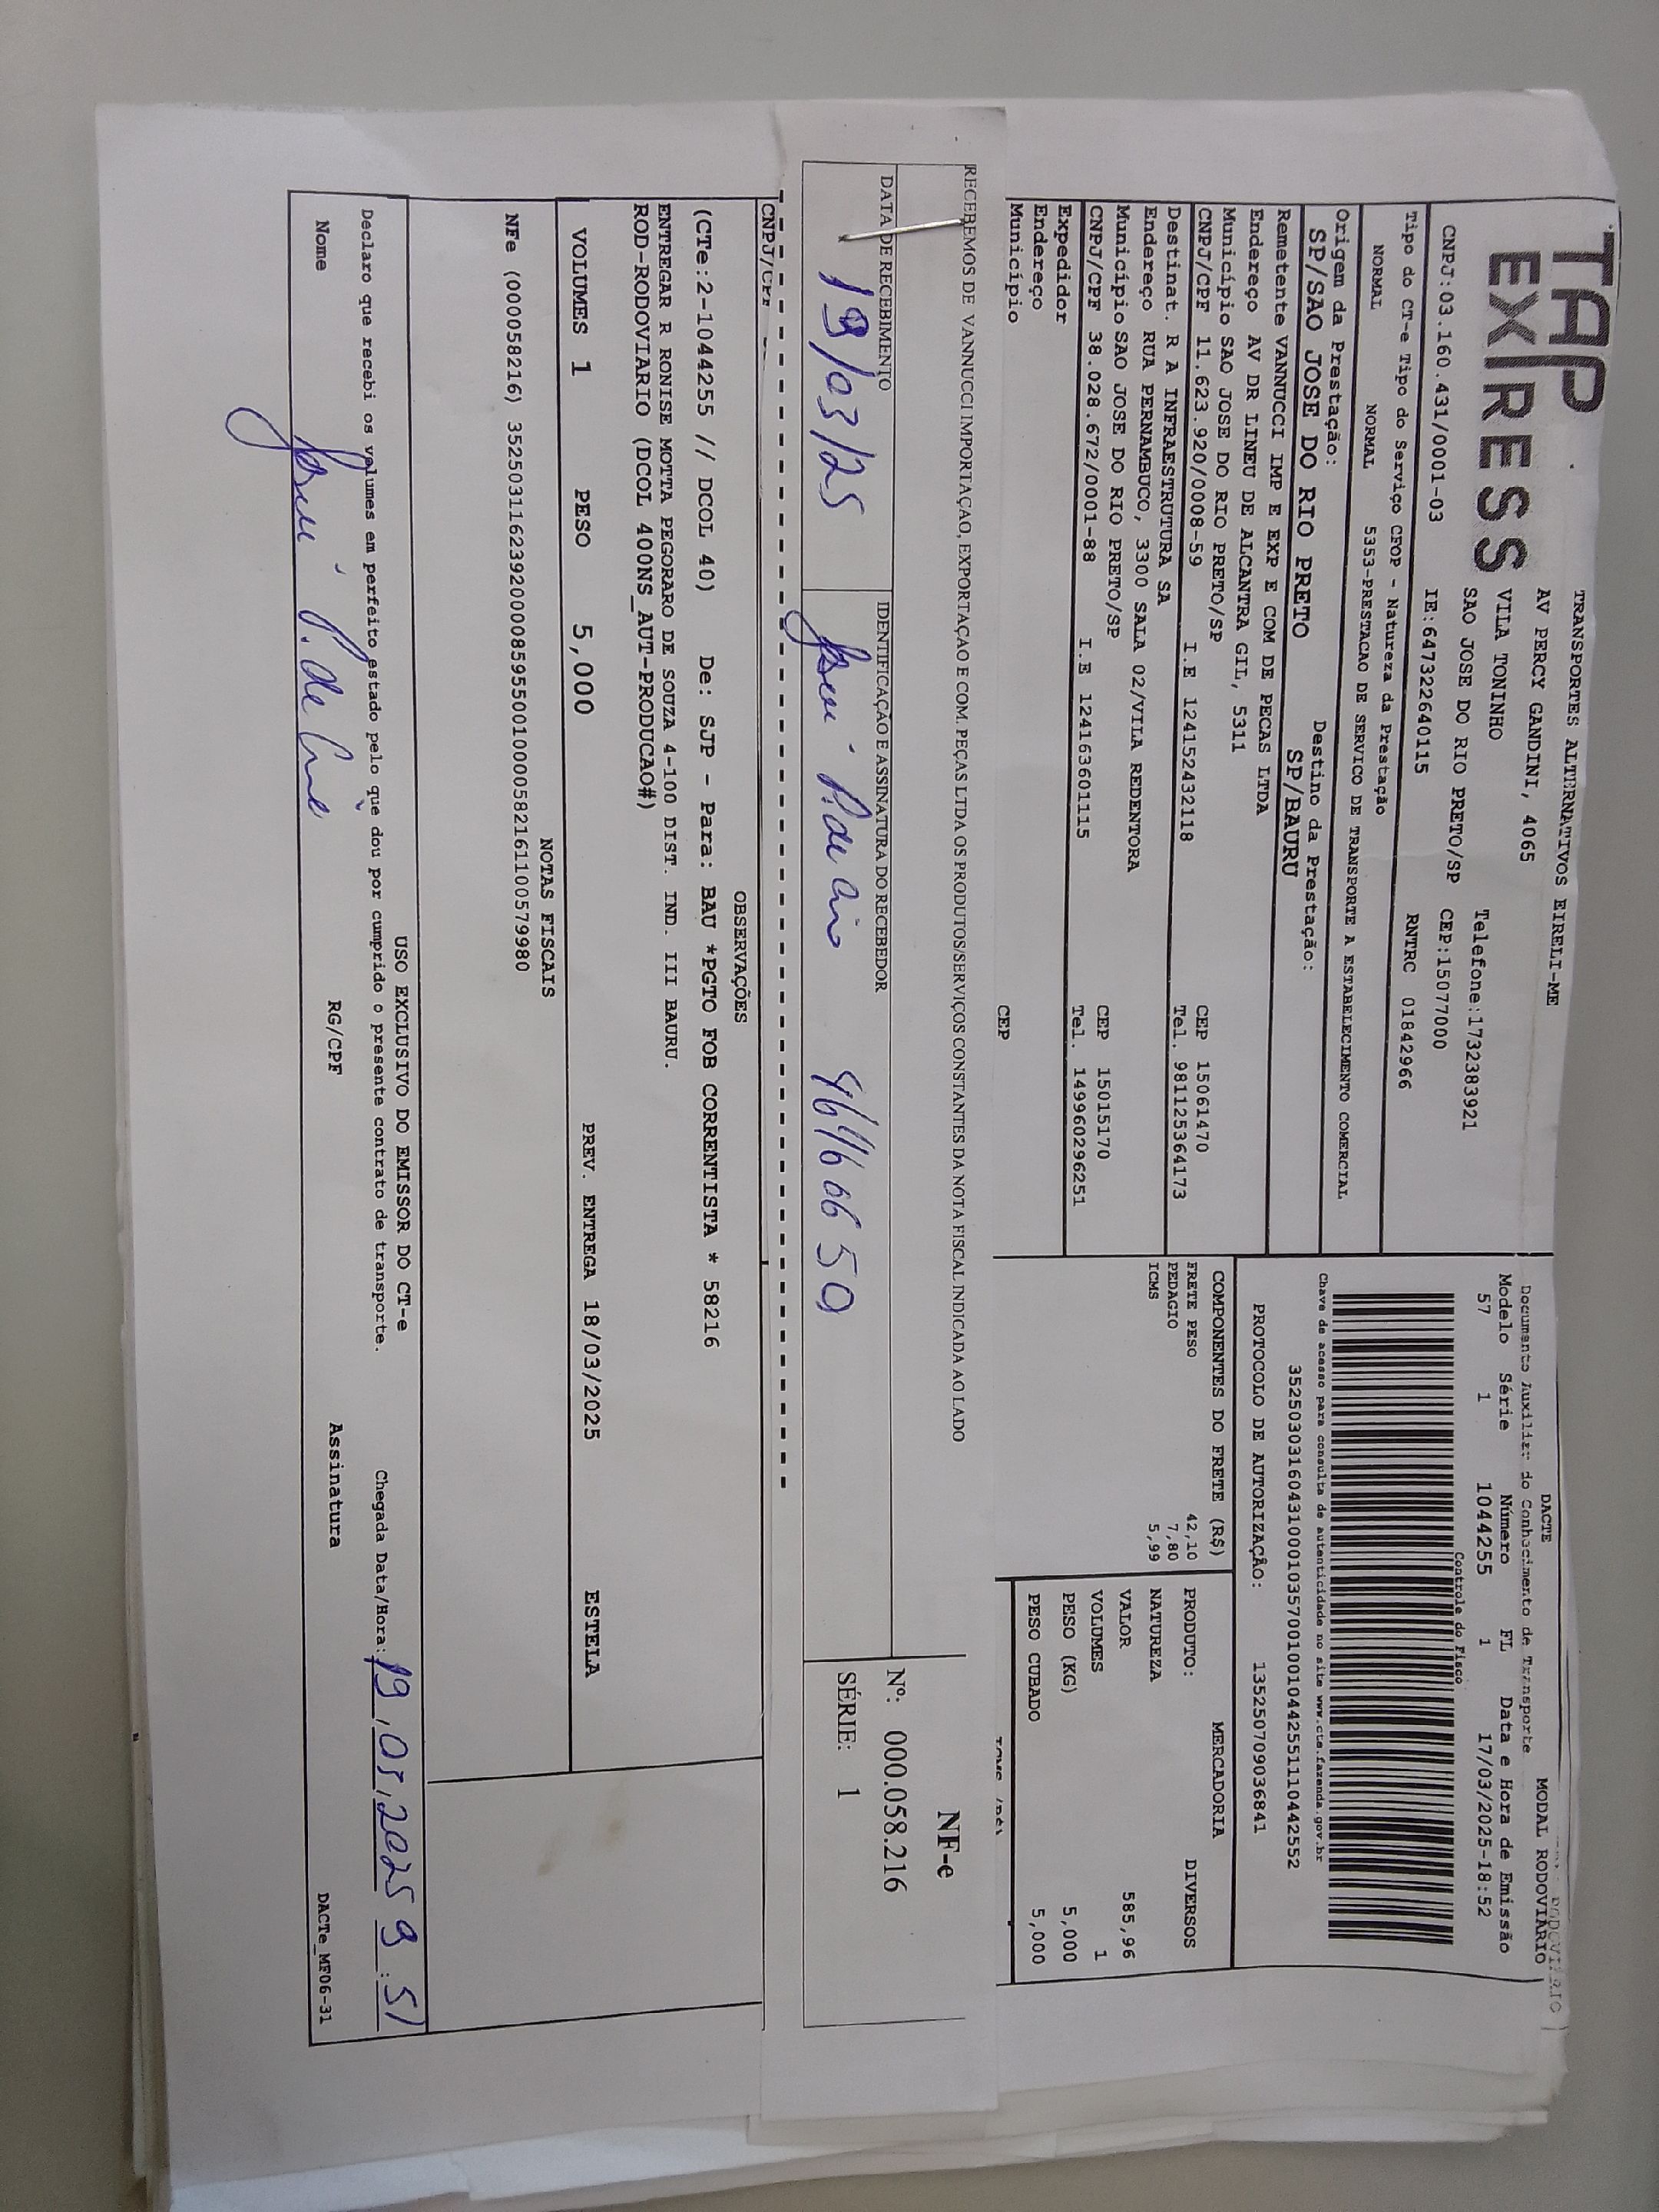 TAP
EXPRESS
TRANSPORTES ALTERNATIVOS EIRELI-ME
AV PERCY GANDINI, 4065
VILA TONINHO Telefone:1732383921
SAO JOSE DO RIO PRETO/SP CEP:15077000
CNPJ:03.160.431/0001-03 IE:647322640115 RNTRC 01842966
Tipo do CT-e Tipo do Serviço CFOP - Natureza da Prestação
NORMAL NORMAL 5353-PRESTACAO DE SERVICO DE TRANSPORTE A ESTABELECIMENTO COMERCIAL
Origem da Prestação: Destino da Prestação:
SP/SAO JOSE DO RIO PRETO SP/BAURU
Remetente VANNUCCI IMP E EXP E COM DE PECAS LTDA
Endereço AV DR LINEU DE ALCANTRA GIL, 5311
Município SAO JOSE DO RIO PRETO/SP CEP 15061470
CNPJ/CPF 11.623.920/0008-59 I.E 124152432118 Tel. 981125364173
Destinat. R A INFRAESTRUTURA SA
Endereço RUA PERNAMBUCO, 3300 SALA 02/VILA REDENTORA
Município SAO JOSE DO RIO PRETO/SP CEP 15015170
CNPJ/CPF 38.028.672/0001-88 I.E 124163601115 Tel. 149960296251
Expedidor
Endereço
Município CEP
DACTE MODAL RODOVIÁRIO
Documento Auxiliar do Conhecimento de Transporte
Modelo Série Número FL Data e Hora de Emissão
57 1 1044255 1 17/03/2025-18:52
Controle do Fisco
Chave de acesso para consulta de autenticidade no site www.cte.fazenda.gov.br
35250303160431000103570010010442551110442552
PROTOCOLO DE AUTORIZAÇÃO: 135250709036841
COMPONENTES DO FRETE (R$)
FRETE PESO 42,10
PEDAGIO 7,80
ICMS 5,99
MERCADORIA
PRODUTO: DIVERSOS
NATUREZA
VALOR 585,96
VOLUMES 1
PESO (KG) 5,000
PESO CUBADO 5,000
RECEBEMOS DE VANNUCCI IMPORTAÇAO, EXPORTAÇAO E COM. PEÇAS LTDA OS PRODUTOS/SERVIÇOS CONSTANTES DA NOTA FISCAL INDICADA AO LADO
DATA DE RECEBIMENTO IDENTIFICAÇÃO E ASSINATURA DO RECEBEDOR
19/03/25
NF-e
Nº: 000.058.216
SÉRIE: 1
CNPJ/CPF
OBSERVAÇÕES
(CTe:2-1044255 // DCOL 40) De: SJP - Para: BAU *PGTO FOB CORRENTISTA * 58216
ENTREGAR R RONISE MOTTA PEGORARO DE SOUZA 4-100 DIST. IND. III BAURU.
ROD-RODOVIARIO (DCOL 400NS_AUT-PRODUCAO#)
VOLUMES 1 PESO 5,000 PREV. ENTREGA 18/03/2025 ESTELA
NOTAS FISCAIS
NFe (000058216) 35250311623920000859550010000582161100579980
USO EXCLUSIVO DO EMISSOR DO CT-e
Declaro que recebi os volumes em perfeito estado pelo que dou por cumprido o presente contrato de transporte. Chegada Data/Hora: 19,03,2025 9:51
Nome RG/CPF Assinatura
DACTe_MF06-31